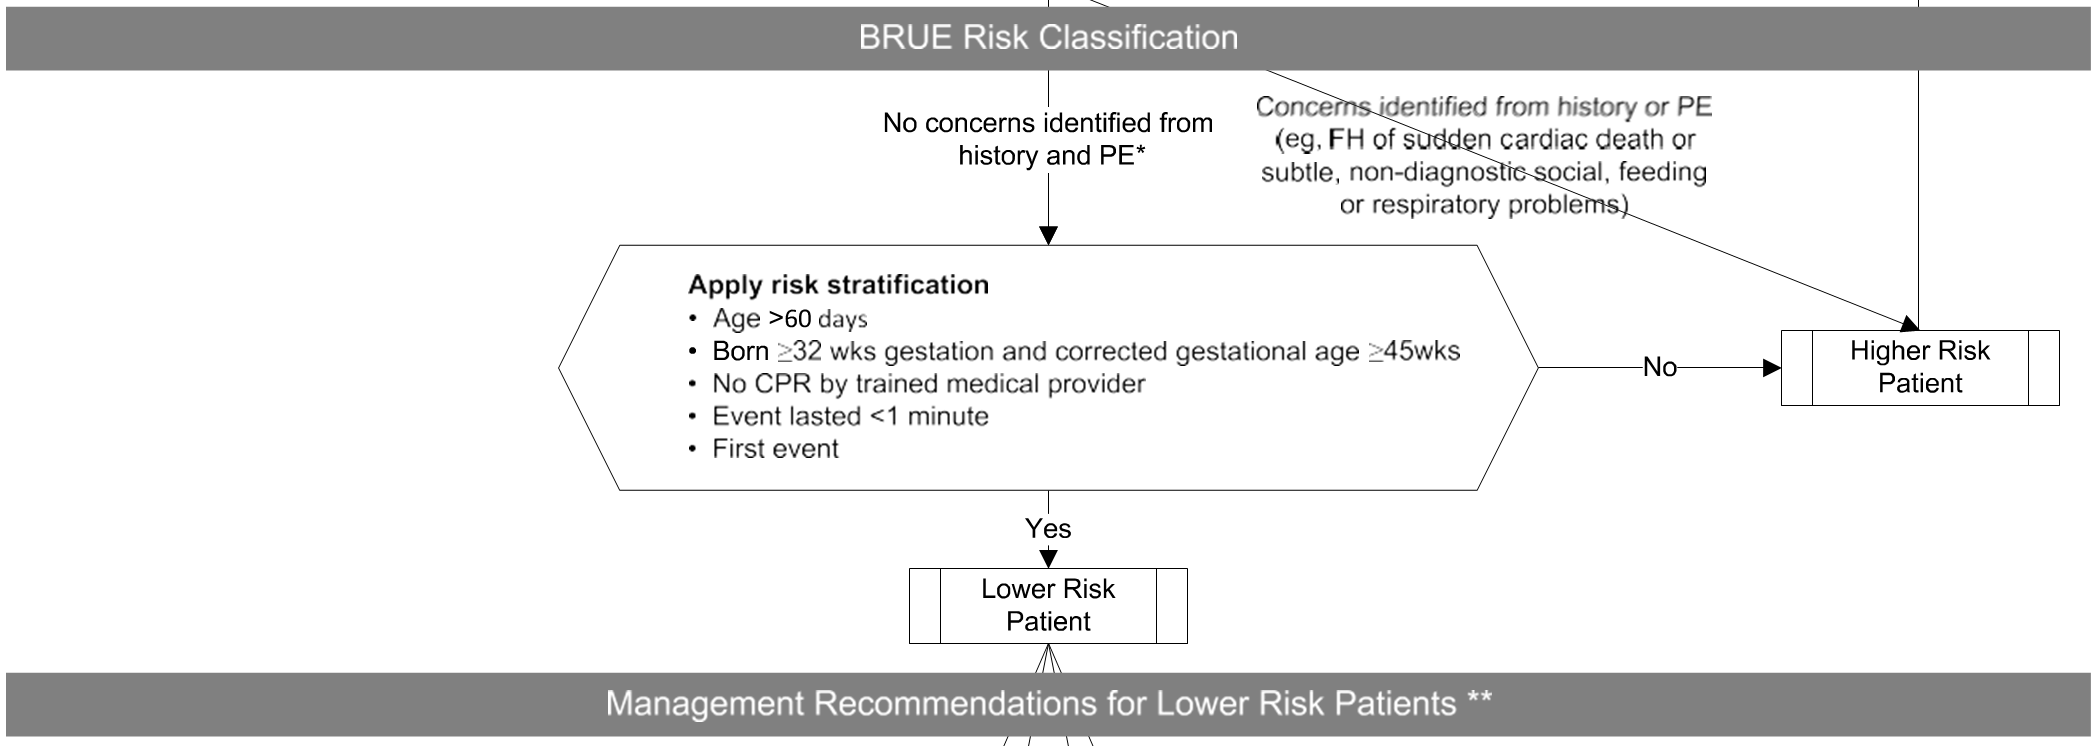 BRUE Risk Classification
No concerns identified from
history and PE*
Concerns identified from history or PE
(eg, FH of sudden cardiac death or
subtle, non-diagnostic social, feeding
or respiratory problems)
Apply risk stratification
• Age >60 days
• Born ≥32 wks gestation and corrected gestational age ≥45wks
• No CPR by trained medical provider
• Event lasted <1 minute
• First event
No
Higher Risk
Patient
Yes
Lower Risk
Patient
Management Recommendations for Lower Risk Patients **